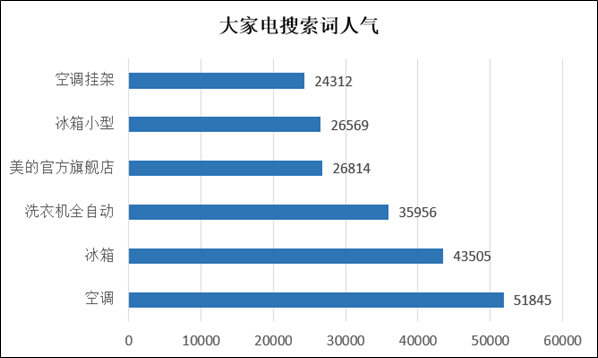 大家电搜索词人气
空调挂架 24312
冰箱小型 26569
美的官方旗舰店 26814
洗衣机全自动 35956
冰箱 43505
空调 51845
0 10000 20000 30000 40000 50000 60000